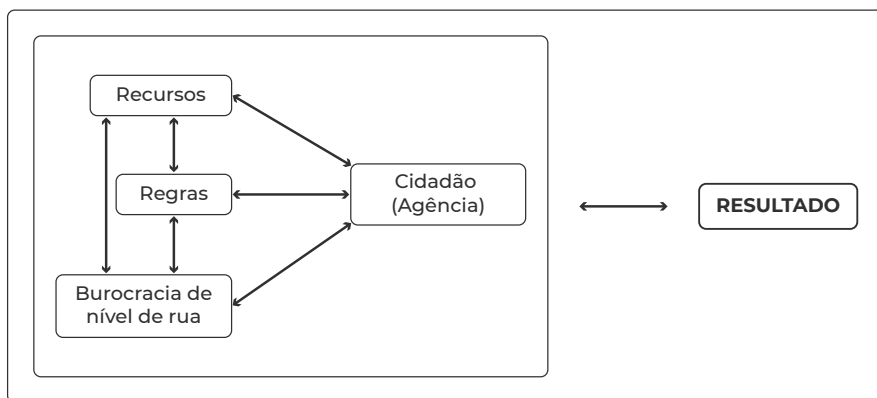 Recursos
Regras
Cidadão
(Agência)
RESULTADO
Burocracia de
nível de rua